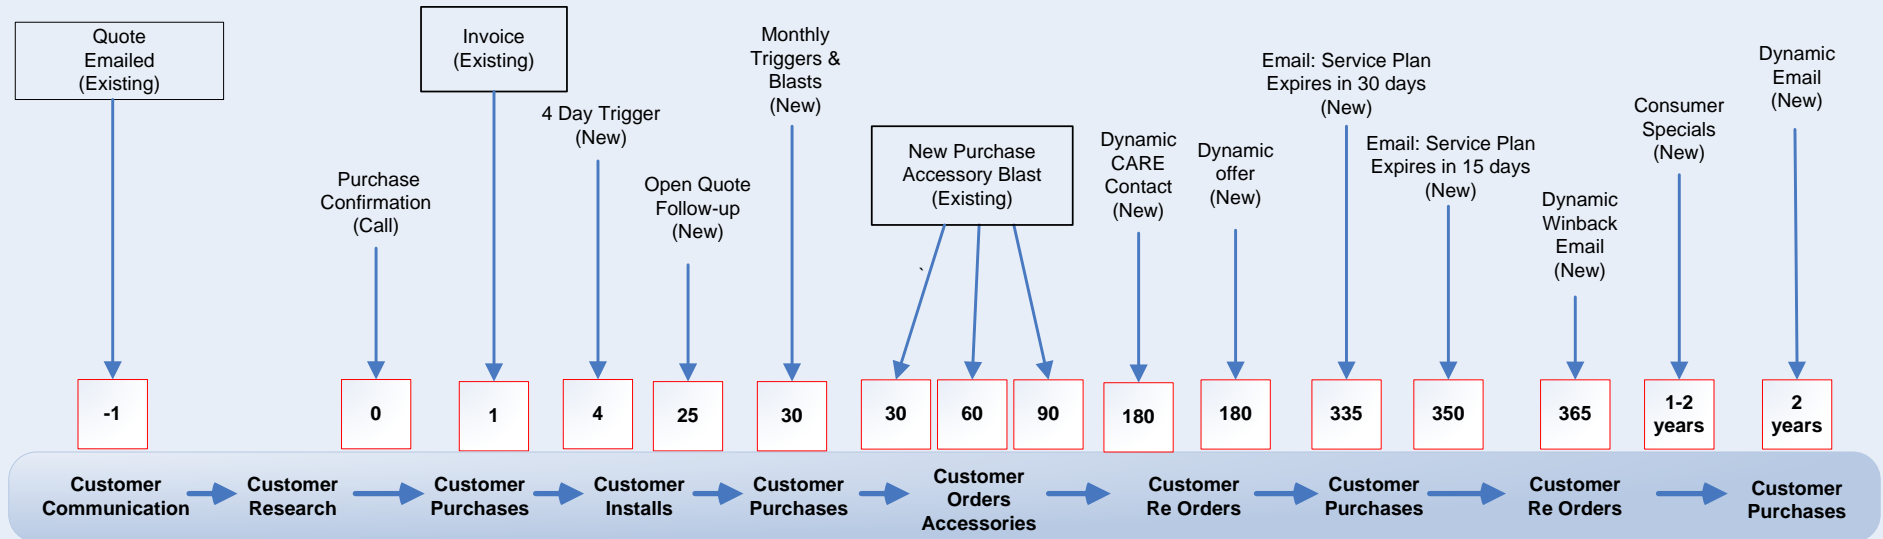 Quote
Emailed
(Existing)
Purchase
Confirmation
(Call)
Invoice
(Existing)
4 Day Trigger
(New)
Open Quote
Follow-up
(New)
Monthly
Triggers &
Blasts
(New)
New Purchase
Accessory Blast
(Existing)
`
Dynamic
CARE
Contact
(New)
Dynamic
offer
(New)
Email: Service Plan
Expires in 30 days
(New)
Email: Service Plan
Expires in 15 days
(New)
Dynamic
Winback
Email
(New)
Consumer
Specials
(New)
Dynamic
Email
(New)
-1
0
1
4
25
30
30
60
90
180
180
335
350
365
1-2
years
2
years
Customer
Communication
Customer
Research
Customer
Purchases
Customer
Installs
Customer
Purchases
Customer
Orders
Accessories
Customer
Re Orders
Customer
Purchases
Customer
Re Orders
Customer
Purchases